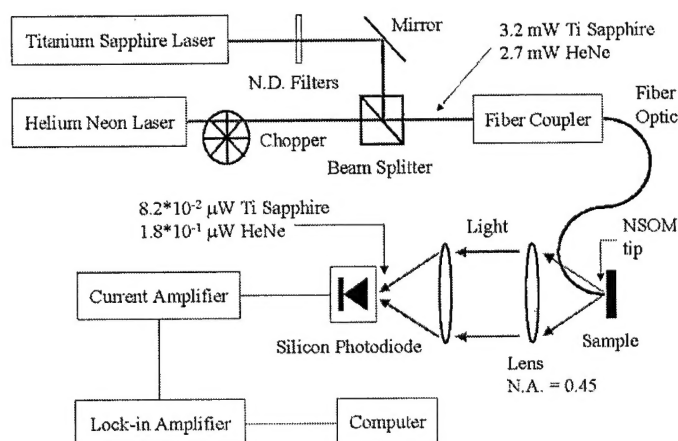 Titanium Sapphire Laser
Mirror
3.2 mW Ti Sapphire
2.7 mW HeNe
N.D. Filters
Fiber
Optic
Helium Neon Laser
Chopper
Fiber Coupler
Beam Splitter
8.2*10-2 μW Ti Sapphire
1.8*10-1 μW HeNe
Light
NSOM
tip
Current Amplifier
Silicon Photodiode
Sample
Lens
N.A. = 0.45
Lock-in Amplifier
Computer